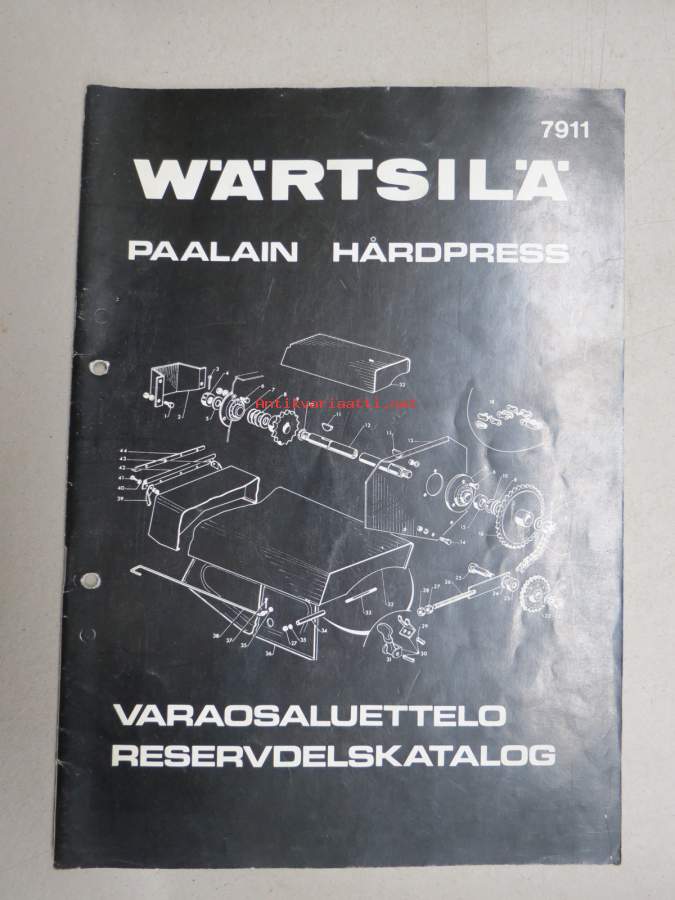 7911
WÄRTSILÄ
PAALAIN HÅRDPRESS
Antikvariaatti.net
VARAOSALUETTELO
RESERVDELSKATALOG